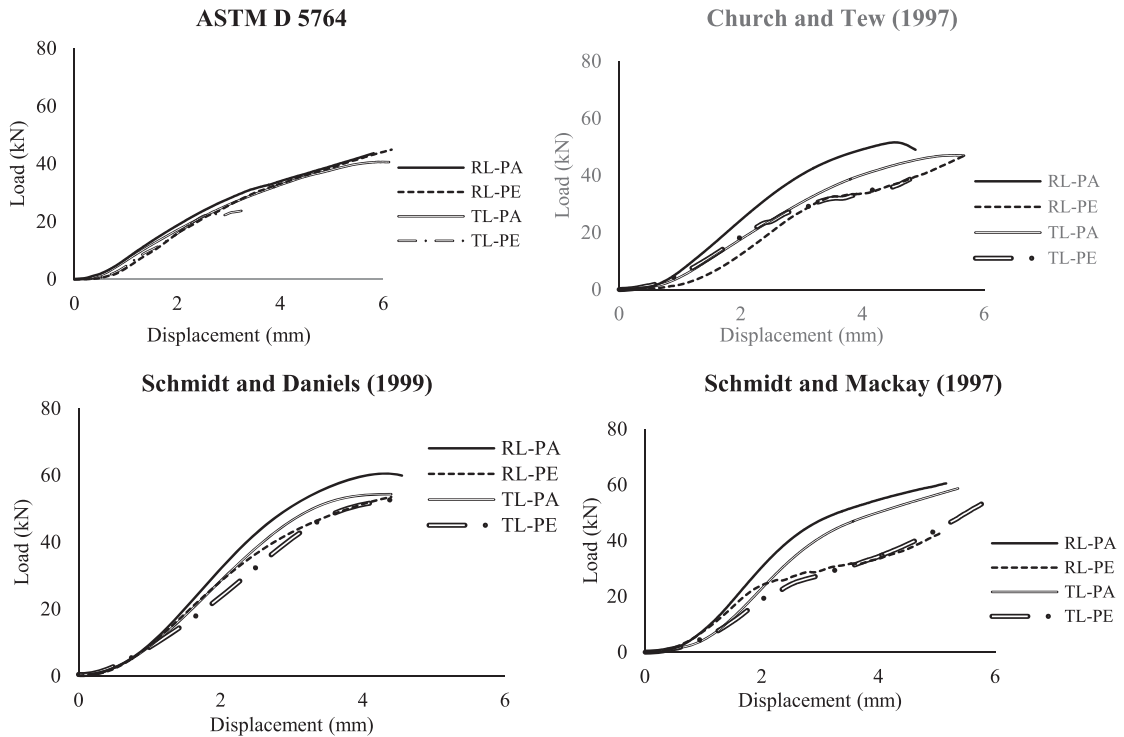 ASTM D 5764
80
60
40
20
0
Load (kN)
0 2 4 6
Displacement (mm)
RL-PA
RL-PE
TL-PA
TL-PE
Church and Tew (1997)
80
60
40
20
0
Load (kN)
0 2 4 6
Displacement (mm)
RL-PA
RL-PE
TL-PA
TL-PE
Schmidt and Daniels (1999)
80
60
40
20
0
Load (kN)
0 2 4 6
Displacement (mm)
RL-PA
RL-PE
TL-PA
TL-PE
Schmidt and Mackay (1997)
80
60
40
20
0
Load (kN)
0 2 4 6
Displacement (mm)
RL-PA
RL-PE
TL-PA
TL-PE